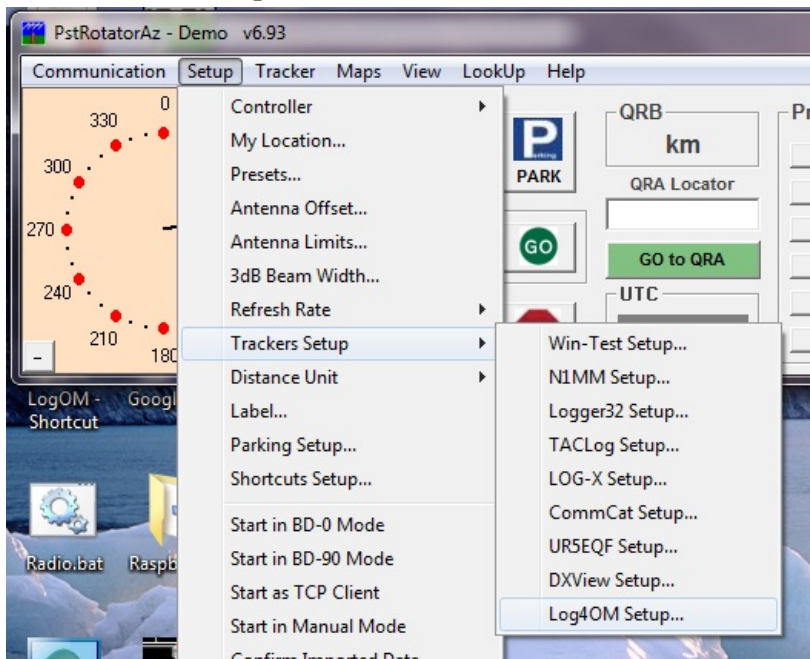 PstRotatorAz - Demo v6.93
Communication Setup Tracker Maps View LookUp Help
0
330
300
270
240
210
180
-
Controller
My Location...
Presets...
Antenna Offset...
Antenna Limits...
3dB Beam Width...
Refresh Rate
Trackers Setup
Distance Unit
Label...
Parking Setup...
Shortcuts Setup...
Start in BD-0 Mode
Start in BD-90 Mode
Start as TCP Client
Start in Manual Mode
Confirm Imported Data
P
PARK
GO
QRB
km
QRA Locator
GO to QRA
UTC
Pr
Win-Test Setup...
N1MM Setup...
Logger32 Setup...
TACLog Setup...
LOG-X Setup...
CommCat Setup...
UR5EQF Setup...
DXView Setup...
Log4OM Setup...
LogOM -
Shortcut
Googl
Radio.bat
Raspb